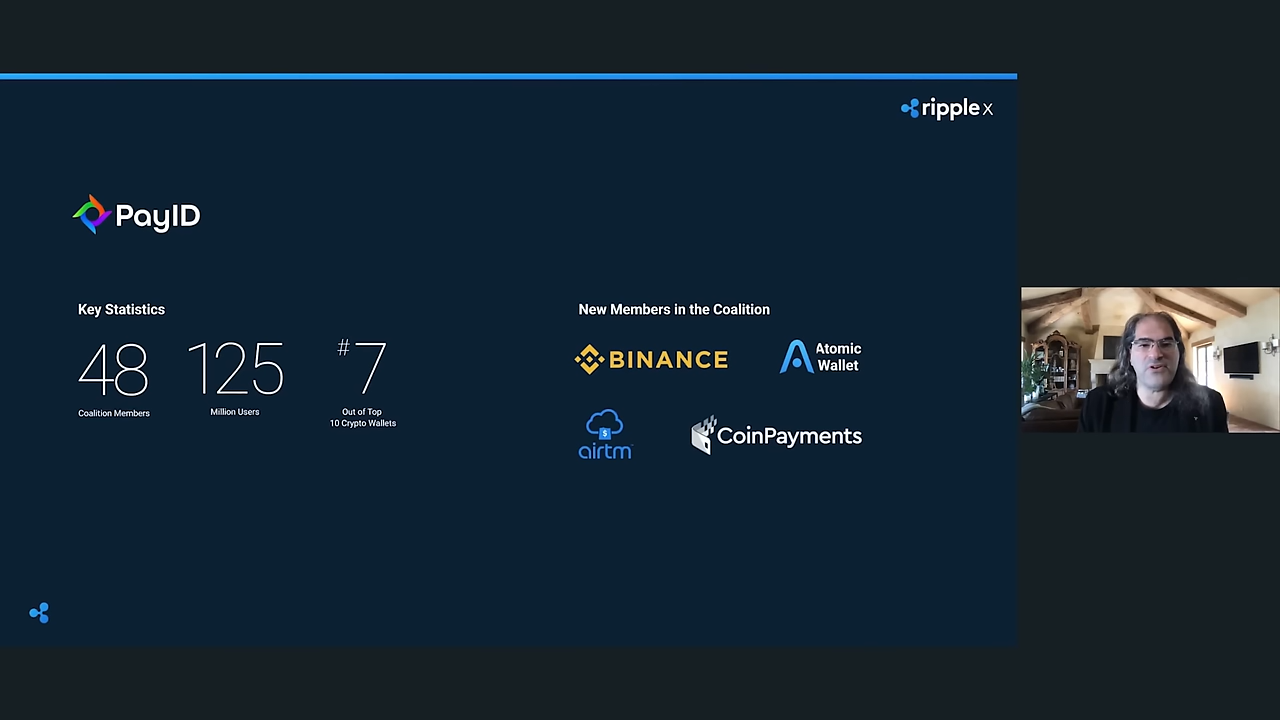 ripple x
PayID
Key Statistics
48
Coalition Members
125
Million Users
#7
Out of Top
10 Crypto Wallets
New Members in the Coalition
BINANCE
Atomic
Wallet
$
airtm
CoinPayments